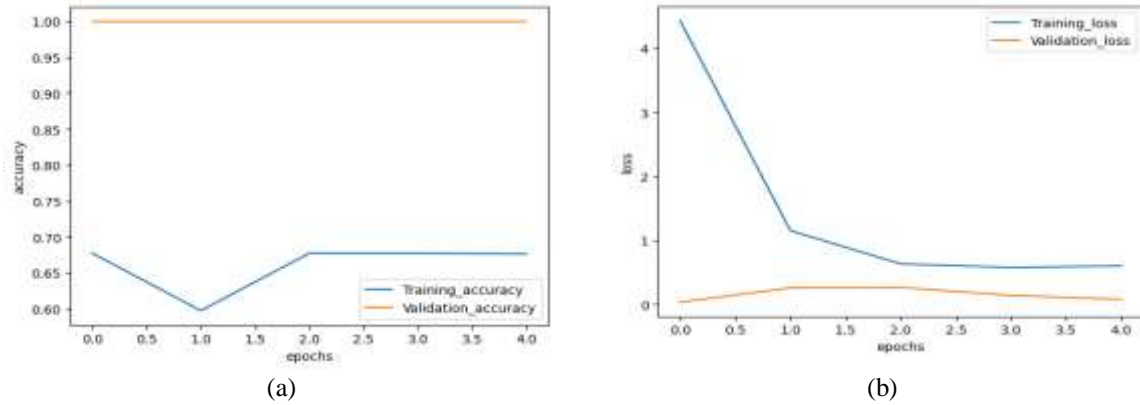 1.00
0.95
0.90
0.85
0.80
0.75
0.70
0.65
0.60
accuracy
Training_accuracy
Validation_accuracy
0.0 0.5 1.0 1.5 2.0 2.5 3.0 3.5 4.0
epochs
(a)
4
3
2
1
0
loss
Training_loss
Validation_loss
0.0 0.5 1.0 1.5 2.0 2.5 3.0 3.5 4.0
epochs
(b)